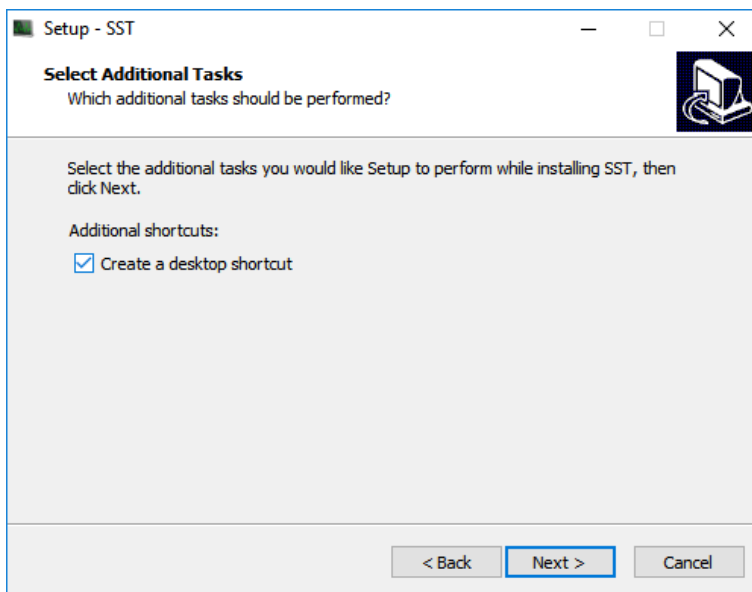 Setup - SST
Select Additional Tasks
Which additional tasks should be performed?
Select the additional tasks you would like Setup to perform while installing SST, then
click Next.
Additional shortcuts:
Create a desktop shortcut
< Back
Next >
Cancel